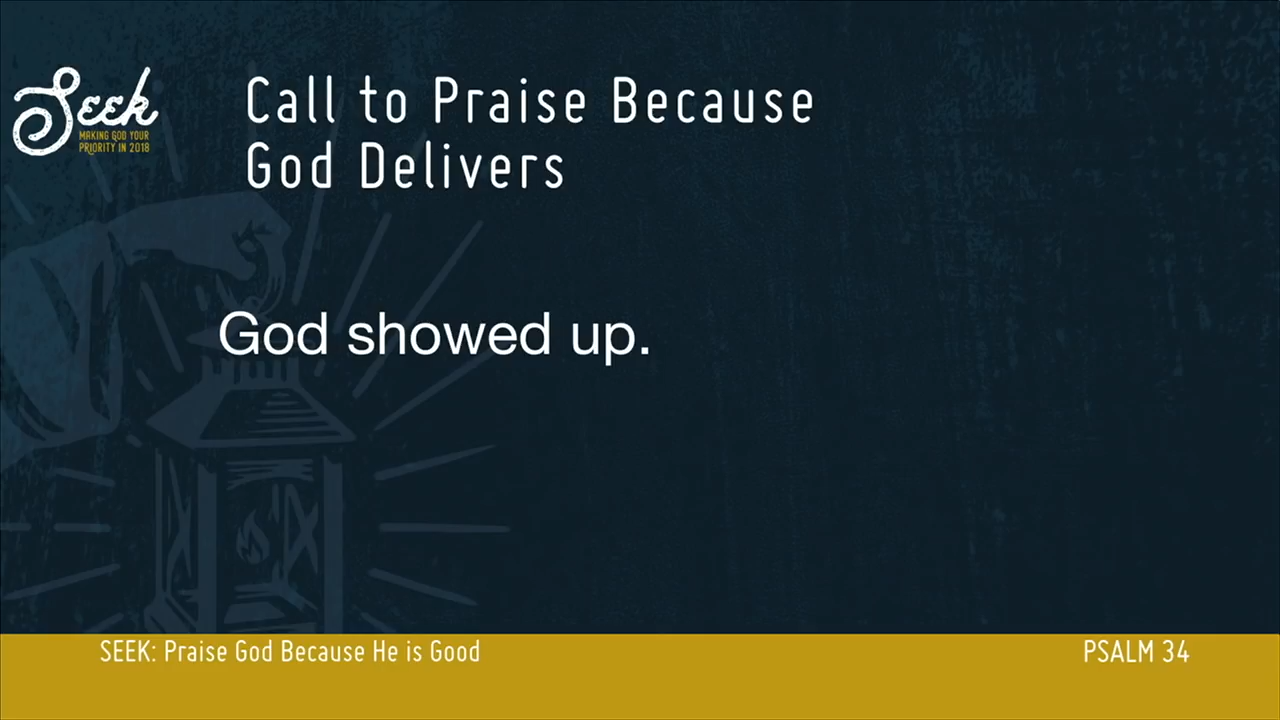 Seek
MAKING GOD YOUR
PRIORITY IN 2018
Call to Praise Because
God Delivers
God showed up.
SEEK: Praise God Because He is Good
PSALM 34